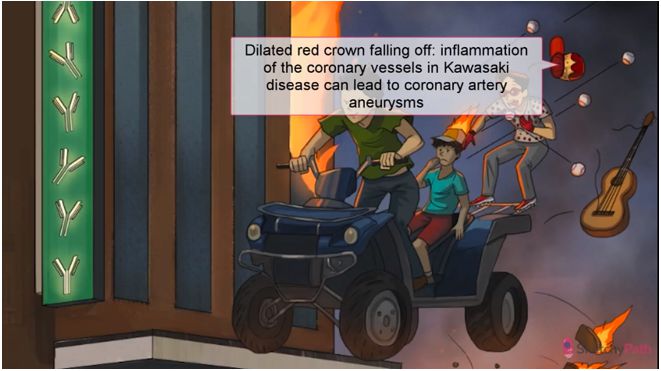 Dilated red crown falling off: inflammation
of the coronary vessels in Kawasaki
disease can lead to coronary artery
aneurysms
SketchyPath